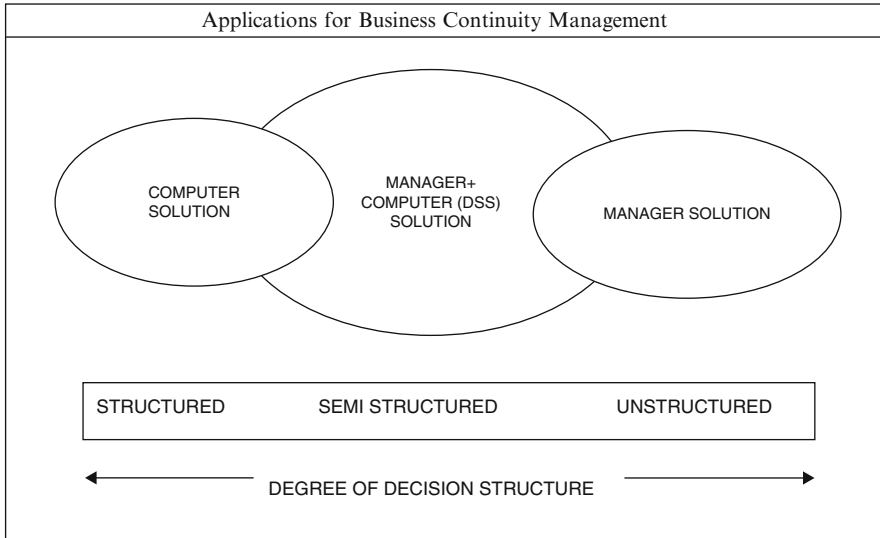 Applications for Business Continuity Management
COMPUTER
SOLUTION
MANAGER+
COMPUTER (DSS)
SOLUTION
MANAGER SOLUTION
STRUCTURED SEMI STRUCTURED UNSTRUCTURED
DEGREE OF DECISION STRUCTURE